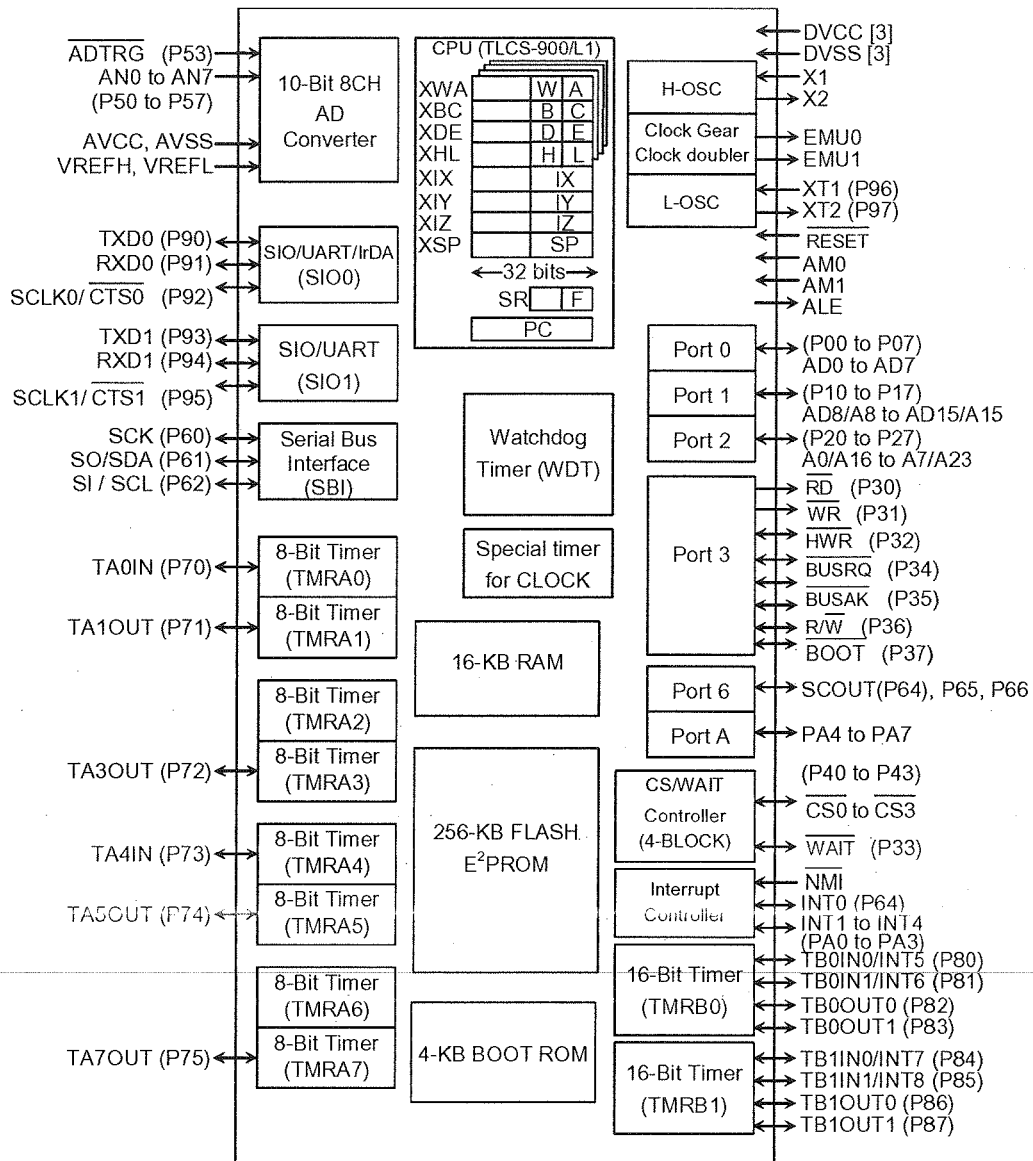 ADTRG (P53)
AN0 to AN7
(P50 to P57)
AVCC, AVSS
VREFH, VREFL
10-Bit 8CH
AD
Converter
TXD0 (P90)
RXD0 (P91)
SCLK0/ CTS0 (P92)
SIO/UART/IrDA
(SIO0)
TXD1 (P93)
RXD1 (P94)
SCLK1/ CTS1 (P95)
SIO/UART
(SIO1)
SCK (P60)
SO/SDA (P61)
SI / SCL (P62)
Serial Bus
Interface
(SBI)
TA0IN (P70)
8-Bit Timer
(TMRA0)
TA1OUT (P71)
8-Bit Timer
(TMRA1)
8-Bit Timer
(TMRA2)
TA3OUT (P72)
8-Bit Timer
(TMRA3)
TA4IN (P73)
8-Bit Timer
(TMRA4)
TA5OUT (P74)
8-Bit Timer
(TMRA5)
8-Bit Timer
(TMRA6)
TA7OUT (P75)
8-Bit Timer
(TMRA7)
CPU (TLCS-900/L1)
XWA W A
XBC B C
XDE D E
XHL H L
XIX IX
XIY IY
XIZ IZ
XSP SP
32 bits
SR F
PC
Watchdog
Timer (WDT)
Special timer
for CLOCK
16-KB RAM
256-KB FLASH
E²PROM
4-KB BOOT ROM
DVCC [3]
DVSS [3]
H-OSC
X1
X2
Clock Gear
Clock doubler
EMU0
EMU1
L-OSC
XT1 (P96)
XT2 (P97)
RESET
AM0
AM1
ALE
Port 0
(P00 to P07)
AD0 to AD7
Port 1
(P10 to P17)
AD8/A8 to AD15/A15
Port 2
(P20 to P27)
A0/A16 to A7/A23
Port 3
RD (P30)
WR (P31)
HWR (P32)
BUSRQ (P34)
BUSAK (P35)
R/W (P36)
BOOT (P37)
Port 6
SCOUT(P64), P65, P66
Port A
PA4 to PA7
CS/WAIT
Controller
(4-BLOCK)
(P40 to P43)
CS0 to CS3
WAIT (P33)
Interrupt
Controller
NMI
INT0 (P64)
INT1 to INT4
(PA0 to PA3)
16-Bit Timer
(TMRB0)
TB0IN0/INT5 (P80)
TB0IN1/INT6 (P81)
TB0OUT0 (P82)
TB0OUT1 (P83)
16-Bit Timer
(TMRB1)
TB1IN0/INT7 (P84)
TB1IN1/INT8 (P85)
TB1OUT0 (P86)
TB1OUT1 (P87)